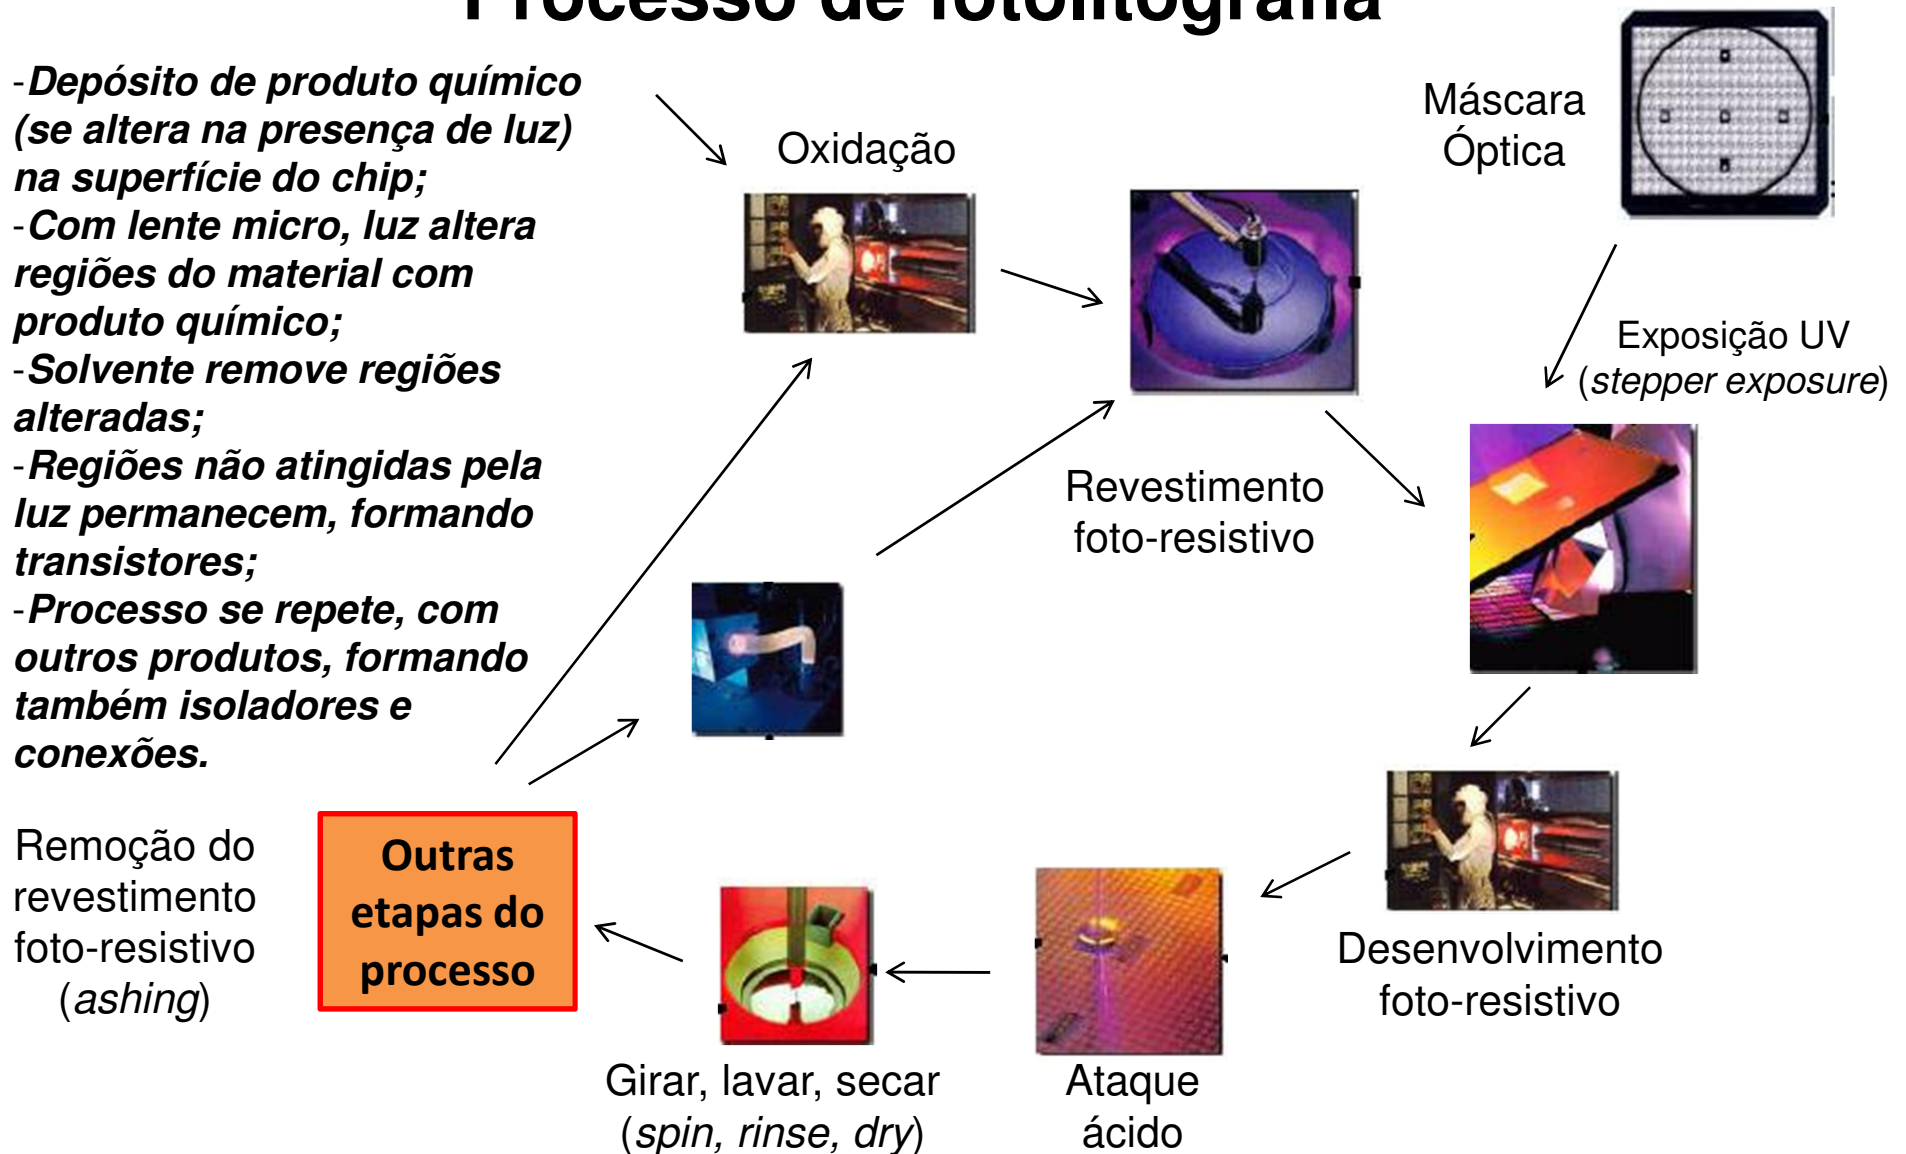 Processo de fotolitografia
-Depósito de produto químico
(se altera na presença de luz)
na superfície do chip;
-Com lente micro, luz altera
regiões do material com
produto químico;
-Solvente remove regiões
alteradas;
-Regiões não atingidas pela
luz permanecem, formando
transistores;
-Processo se repete, com
outros produtos, formando
também isoladores e
conexões.
Oxidação
Máscara
Óptica
Exposição UV
(stepper exposure)
Revestimento
foto-resistivo
Desenvolvimento
foto-resistivo
Ataque
ácido
Girar, lavar, secar
(spin, rinse, dry)
Outras
etapas do
processo
Remoção do
revestimento
foto-resistivo
(ashing)